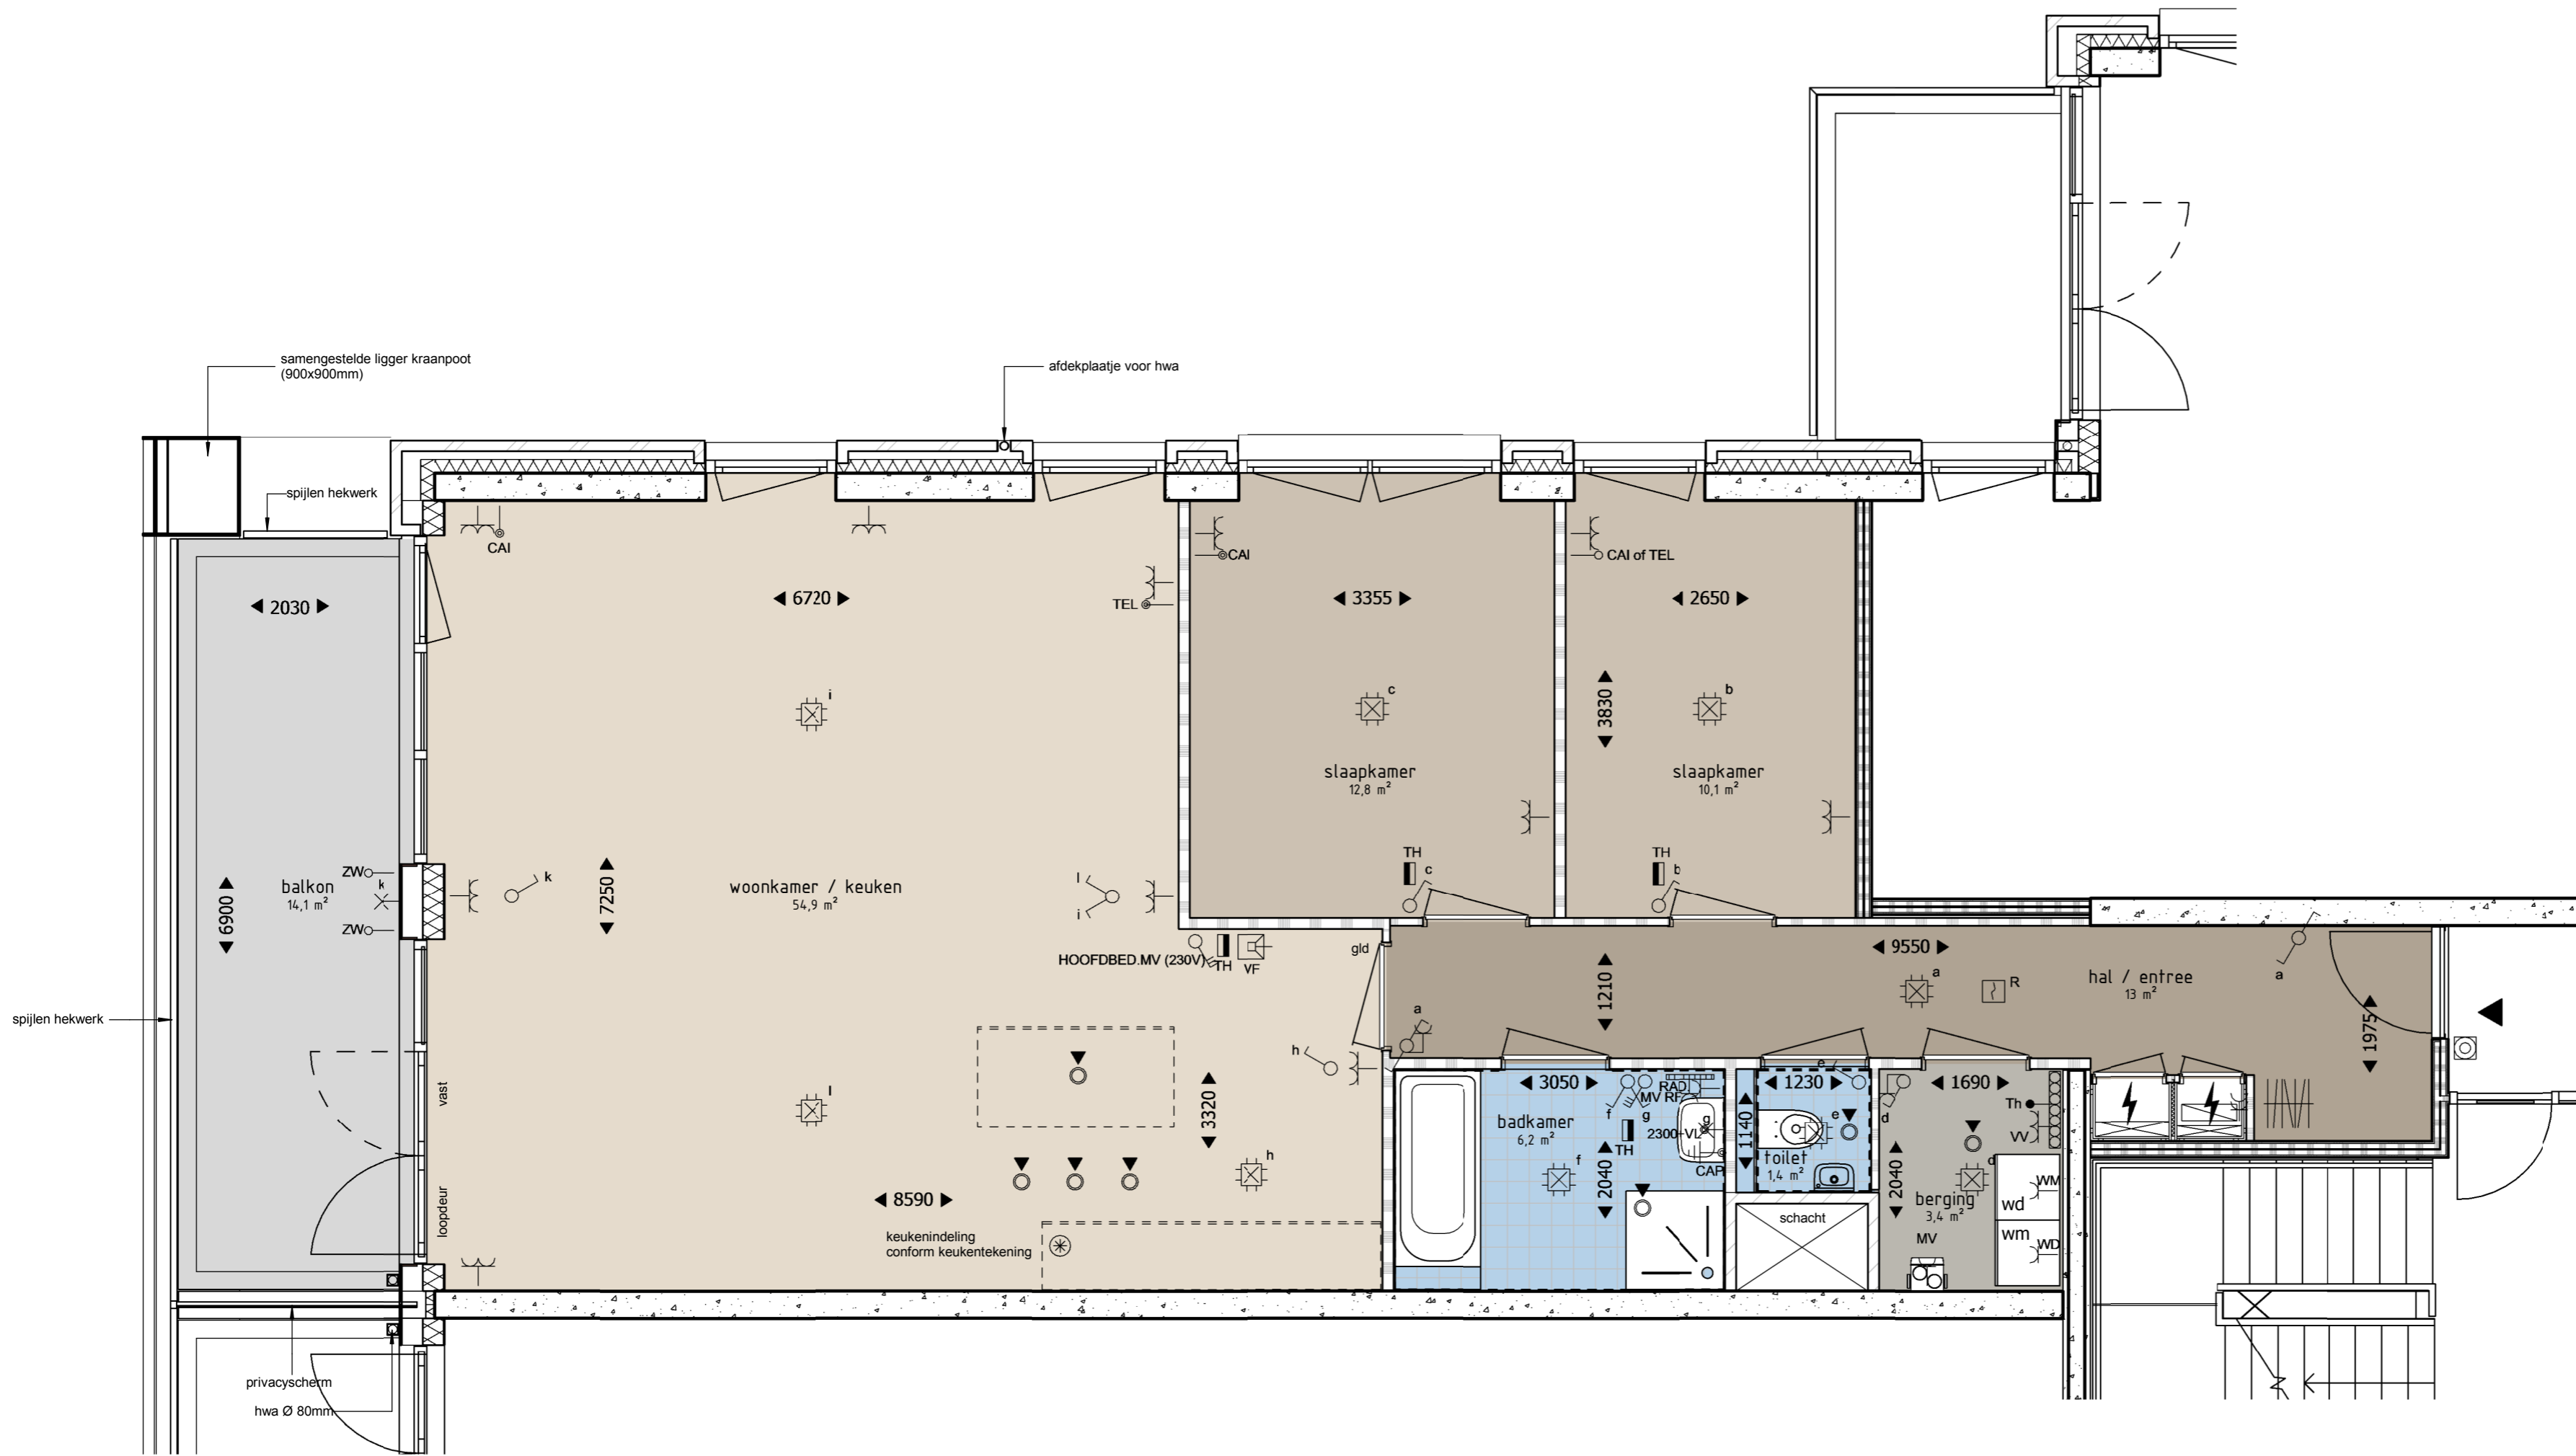 samengestelde ligger kraanpoot
(900x900mm)
afdekplaatje voor hwa
spijlen hekwerk
CAI
CAI
CAI of TEL
2030
6720
TEL
3355
2650
i
c
b
3830
slaapkamer
12,8 m²
slaapkamer
10,1 m²
TH
c
TH
b
ZW
k
balkon
14,1 m²
ZW
6900
k
7250
woonkamer / keuken
54,9 m²
l
i
HOOFDBED.MV (230V)
TH
VF
gld
9550
1210
a
R
hal / entree
13 m²
a
1975
spijlen hekwerk
a
h
vast
loopdeur
l
3320
h
8590
keukenindeling
conform keukentekening
3050
RAD.
MV RF
f
g
badkamer
6,2 m²
2300+VL
g
TH
CAP
f
2040
e
1230
1140
e
toilet
1,4 m²
schacht
1690
d
Th
VV
d
2040
berging
3,4 m²
WM
wd
wm
WD
MV
privacyscherm
hwa Ø 80mm